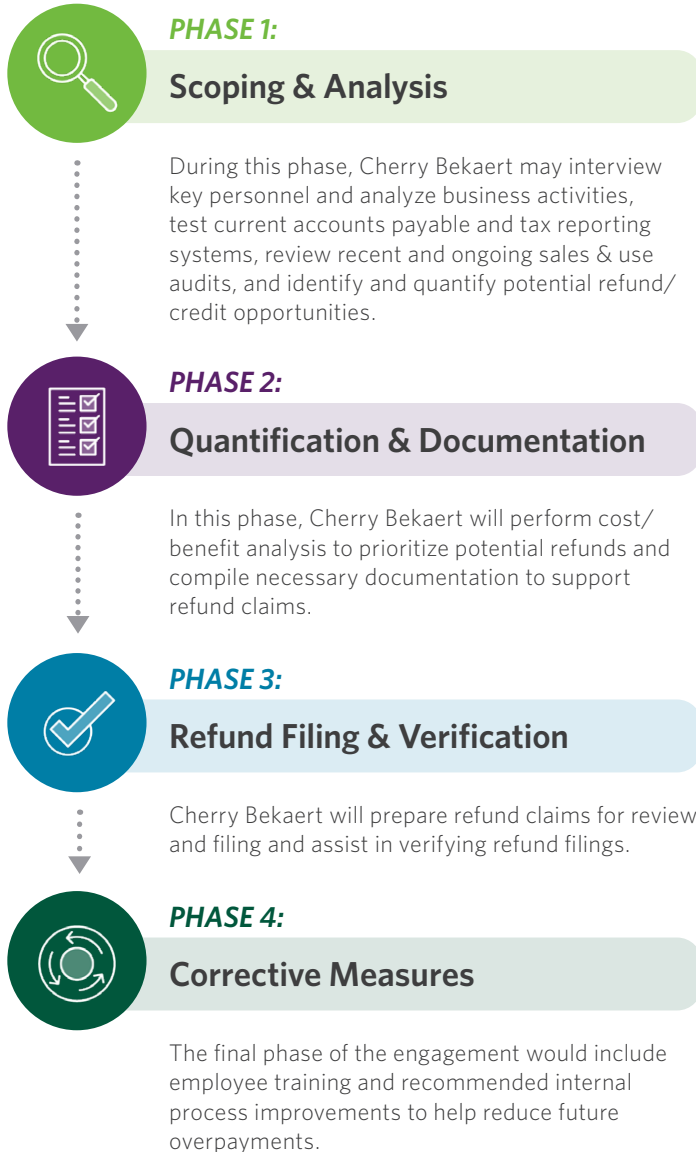 PHASE 1:
Scoping & Analysis
During this phase, Cherry Bekaert may interview
key personnel and analyze business activities,
test current accounts payable and tax reporting
systems, review recent and ongoing sales & use
audits, and identify and quantify potential refund/
credit opportunities.
PHASE 2:
Quantification & Documentation
In this phase, Cherry Bekaert will perform cost/
benefit analysis to prioritize potential refunds and
compile necessary documentation to support
refund claims.
PHASE 3:
Refund Filing & Verification
Cherry Bekaert will prepare refund claims for review
and filing and assist in verifying refund filings.
PHASE 4:
Corrective Measures
The final phase of the engagement would include
employee training and recommended internal
process improvements to help reduce future
overpayments.